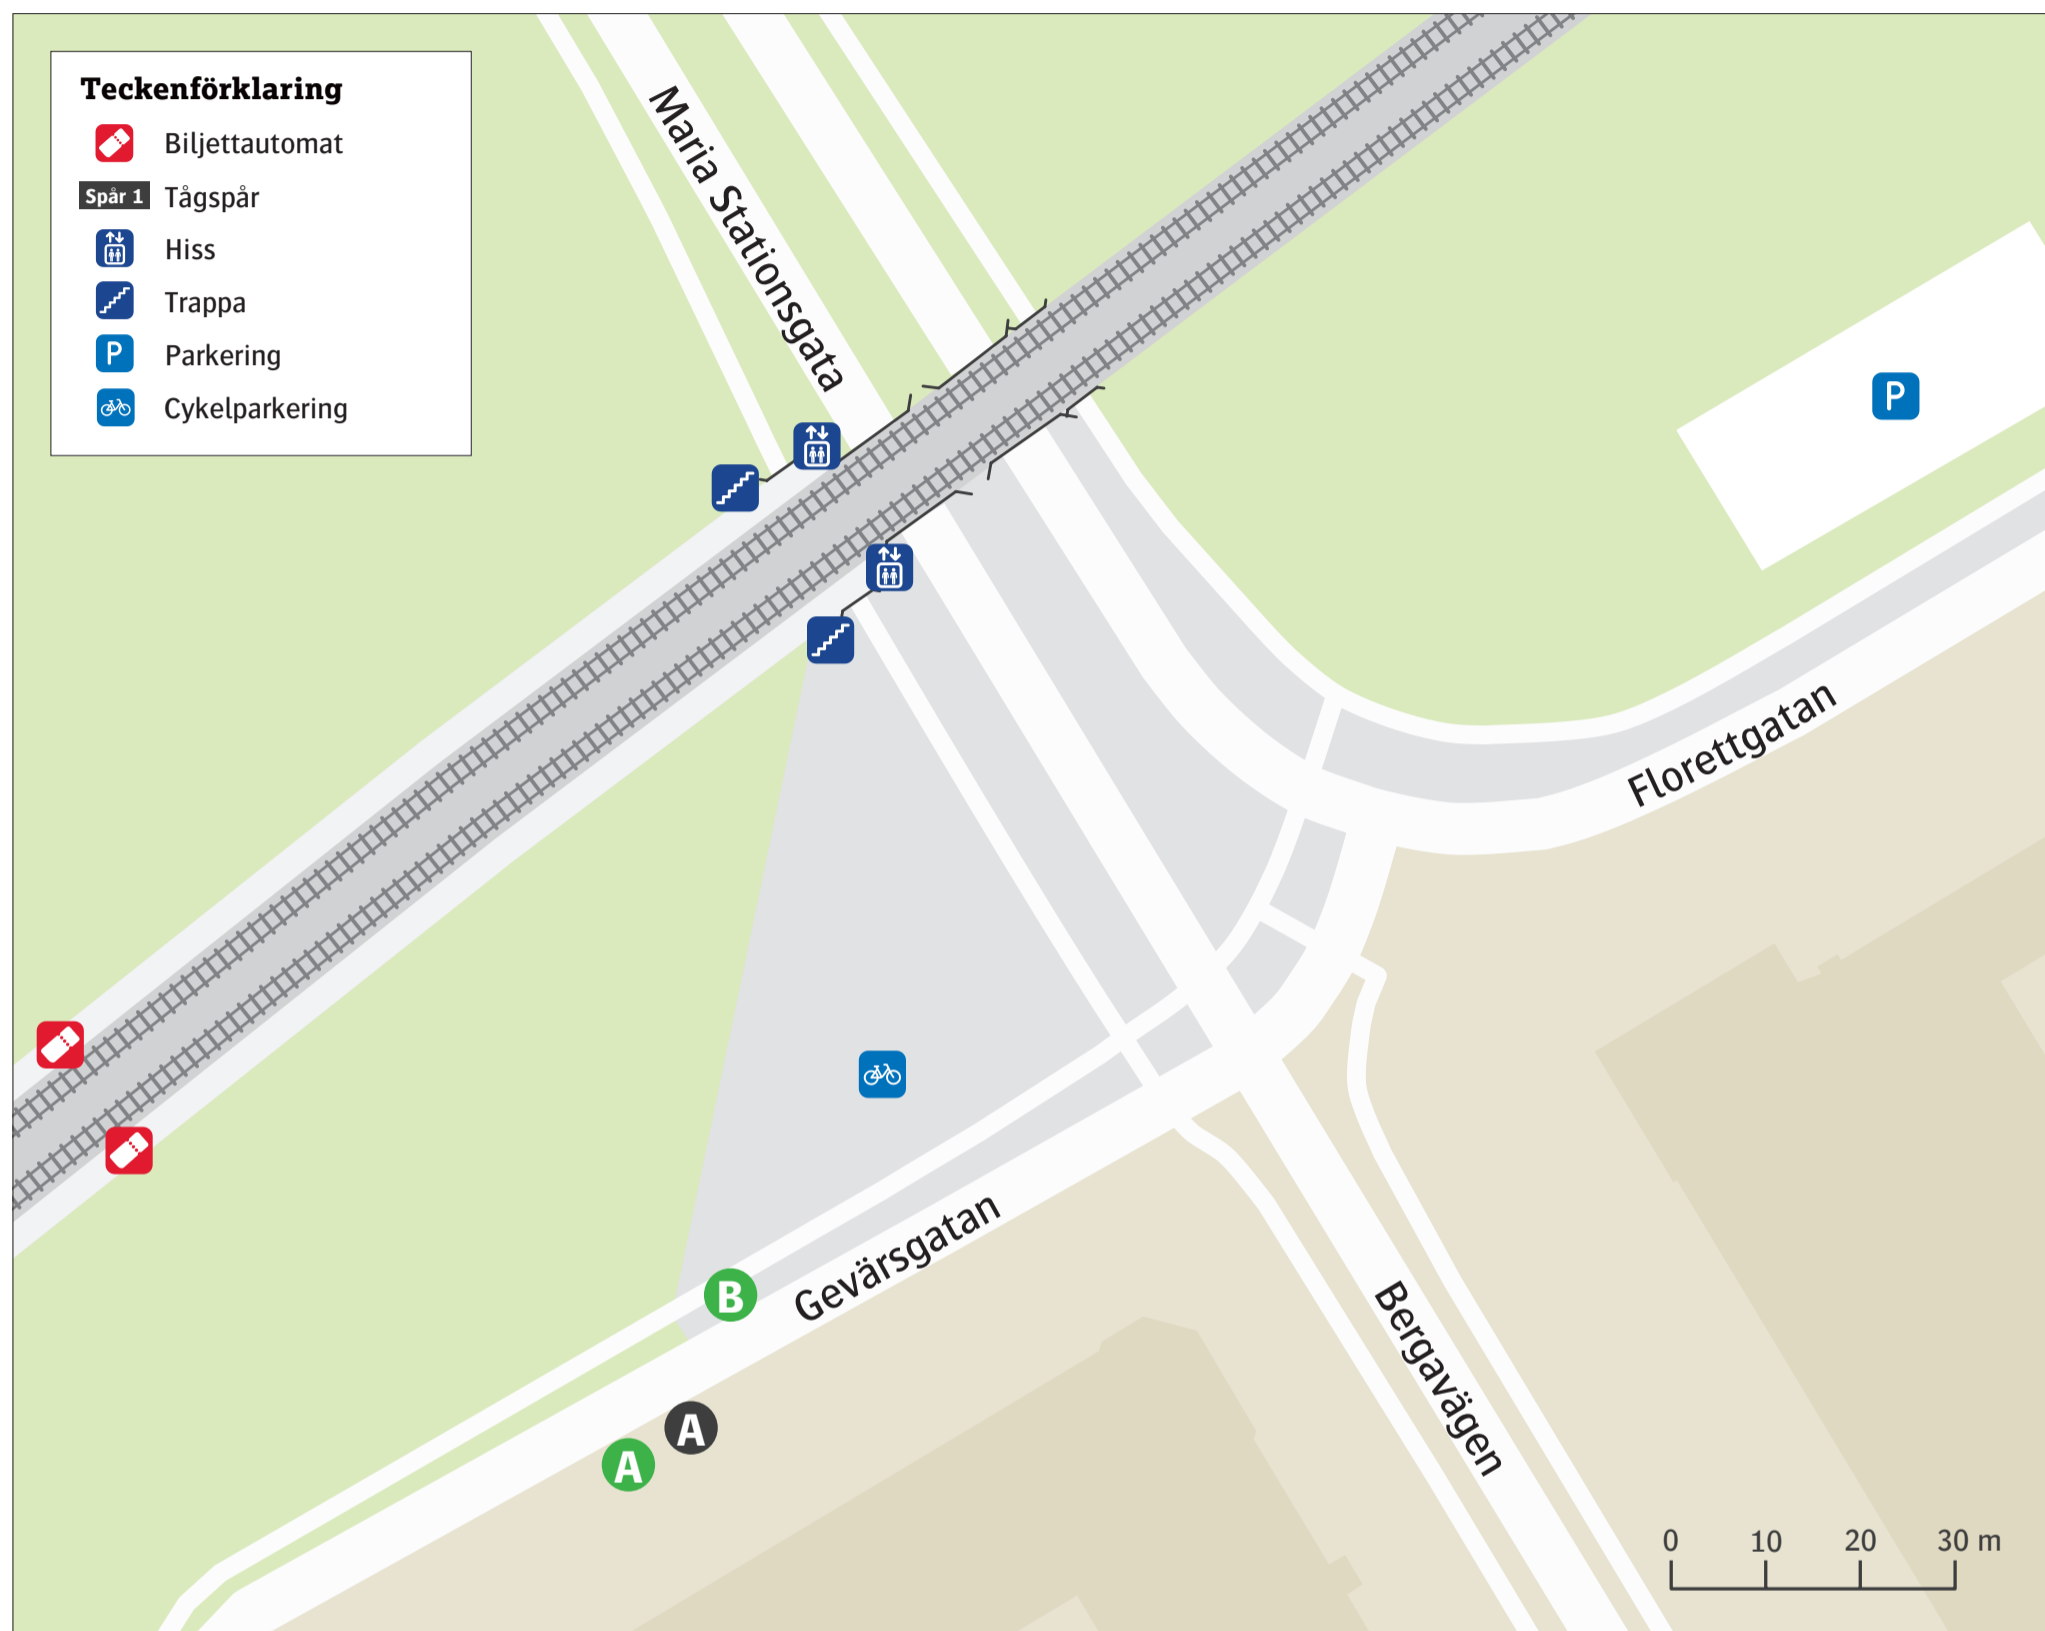 Teckenförklaring
Biljettautomat
Spår 1 Tågspår
Hiss
Trappa
P Parkering
Cykelparkering
Maria Stationsgata
P
Florettgatan
Gevärsgatan
B
A
A
Bergavägen
0 10 20 30 m